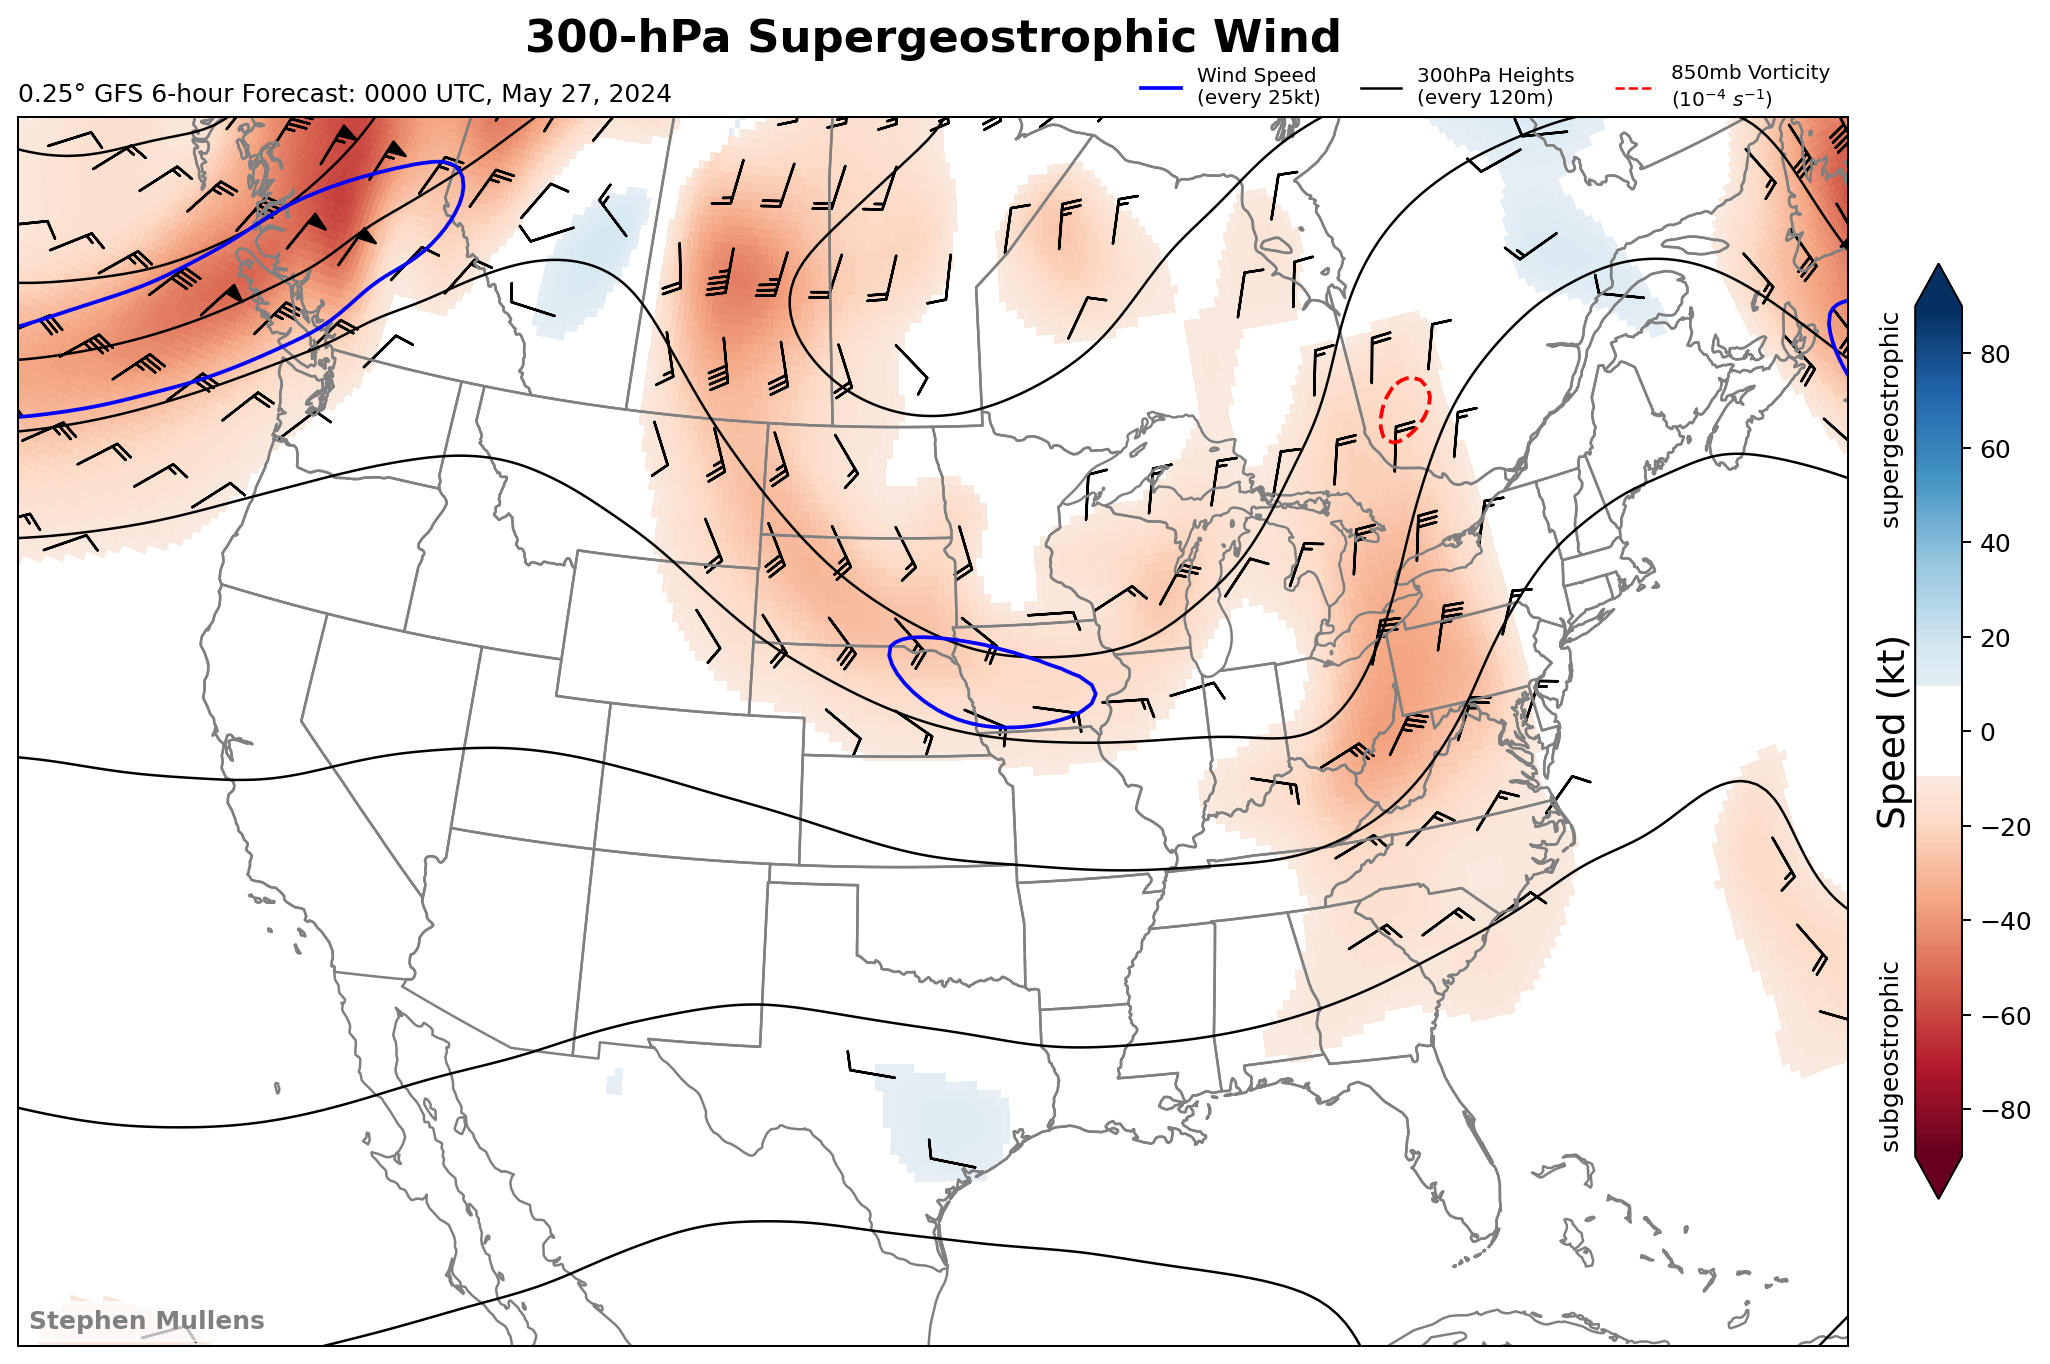 300-hPa Supergeostrophic Wind
0.25° GFS 6-hour Forecast: 0000 UTC, May 27, 2024
Wind Speed
(every 25kt)
300hPa Heights
(every 120m)
850mb Vorticity
(10⁻⁴ s⁻¹)
supergeostrophic
Speed (kt)
subgeostrophic
80
60
40
20
0
−20
−40
−60
−80
Stephen Mullens